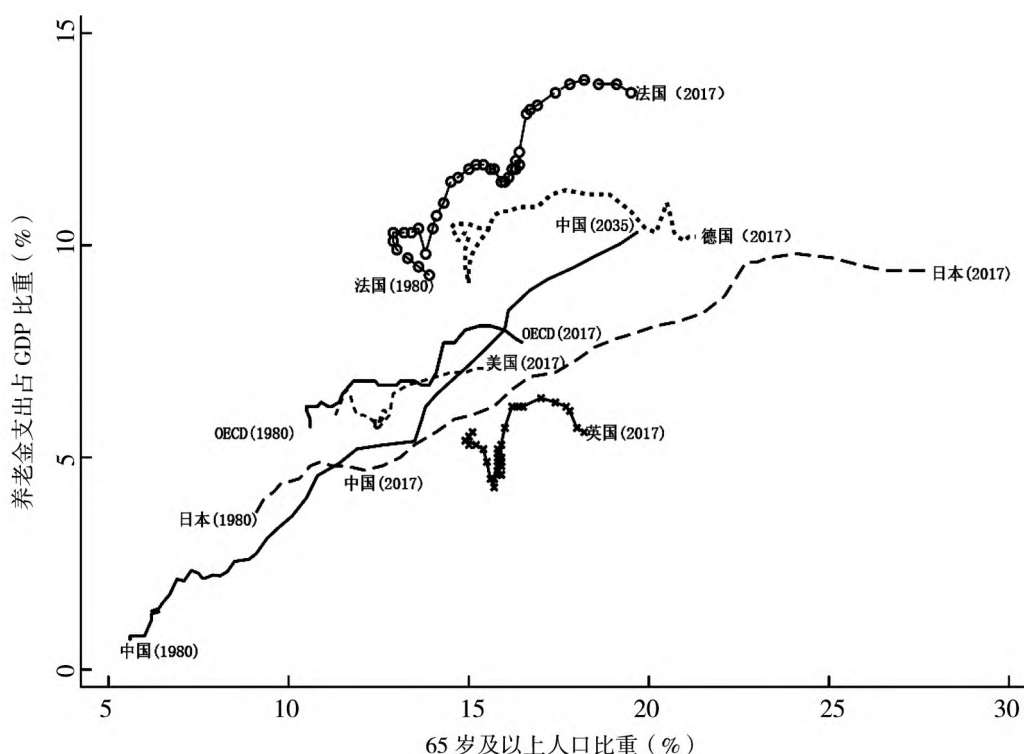 15
法国（2017）
中国(2035)
10
德国（2017）
日本(2017)
法国(1980)
OECD(2017)
美国(2017)
OECD(1980)
英国(2017)
5
中国(2017)
日本(1980)
中国(1980)
0
养老金支出占 GDP 比重（%）
5 10 15 20 25 30
65 岁及以上人口比重（%）